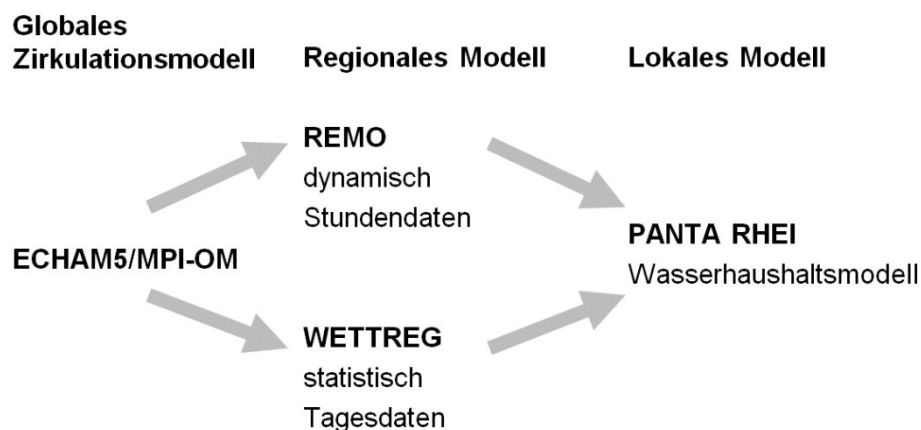 Globales
Zirkulationsmodell
Regionales Modell
Lokales Modell
REMO
dynamisch
Stundendaten
ECHAM5/MPI-OM
PANTA RHEI
Wasserhaushaltsmodell
WETTREG
statistisch
Tagesdaten